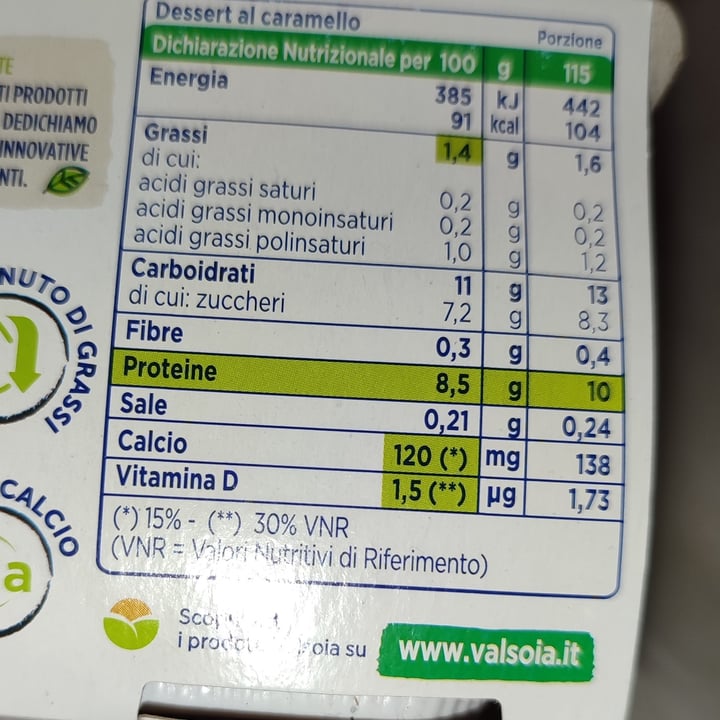 Dessert al caramello
Porzione
Dichiarazione Nutrizionale per 100 g 115
Energia 385 kJ 442
91 kcal 104
Grassi 1,4 g 1,6
di cui:
acidi grassi saturi 0,2 g 0,2
acidi grassi monoinsaturi 0,2 g 0,2
acidi grassi polinsaturi 1,0 g 1,2
Carboidrati 11 g 13
di cui: zuccheri 7,2 g 8,3
Fibre 0,3 g 0,4
Proteine 8,5 g 10
Sale 0,21 g 0,24
Calcio 120 (*) mg 138
Vitamina D 1,5 (**) µg 1,73
(*) 15% - (**) 30% VNR
(VNR = Valori Nutritivi di Riferimento)
i su
www.valsoia.it
TI PRODOTTI
DEDICHIAMO
INNOVATIVE
NTI.
NUTO DI GRASSI
CALCIO
a